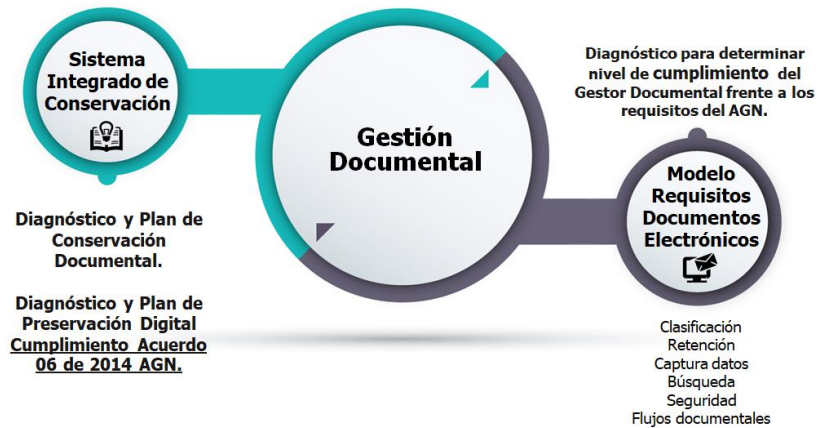 Sistema
Integrado de
Conservación
Diagnóstico y Plan de
Conservación
Documental.
Diagnóstico y Plan de
Preservación Digital
Cumplimiento Acuerdo
06 de 2014 AGN.
Gestión
Documental
Diagnóstico para determinar
nivel de cumplimiento del
Gestor Documental frente a los
requisitos del AGN.
Modelo
Requisitos
Documentos
Electrónicos
Clasificación
Retención
Captura datos
Búsqueda
Seguridad
Flujos documentales